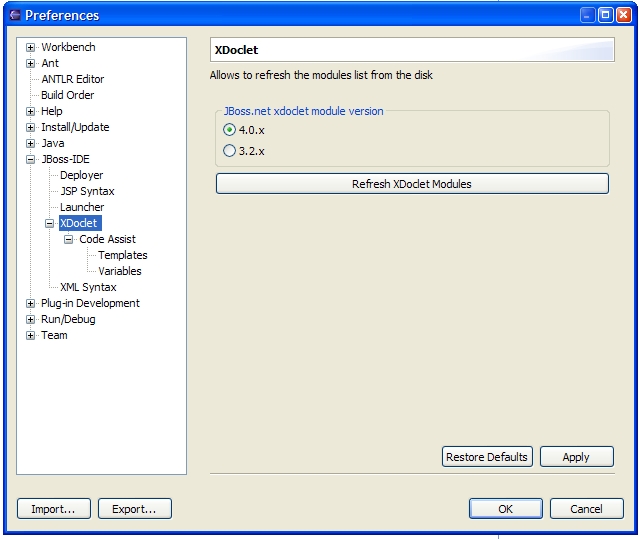 Preferences
Workbench
Ant
ANTLR Editor
Build Order
Help
Install/Update
Java
JBoss-IDE
Deployer
JSP Syntax
Launcher
XDoclet
Code Assist
Templates
Variables
XML Syntax
Plug-in Development
Run/Debug
Team
XDoclet
Allows to refresh the modules list from the disk
JBoss.net xdoclet module version
4.0.x
3.2.x
Refresh XDoclet Modules
Restore Defaults Apply
Import... Export... OK Cancel